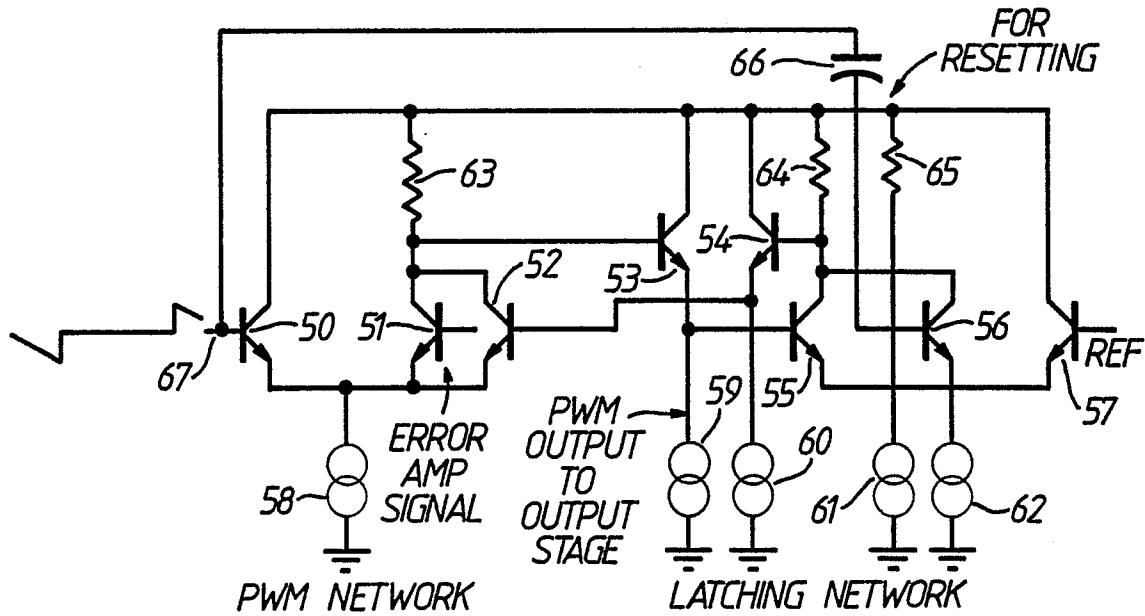 FOR
RESETTING
66
63
64
65
52
54
53
50
51
56
67
55
REF
57
59
PWM
OUTPUT
TO
OUTPUT
STAGE
60
ERROR
AMP
SIGNAL
58
61
62
PWM NETWORK
LATCHING NETWORK